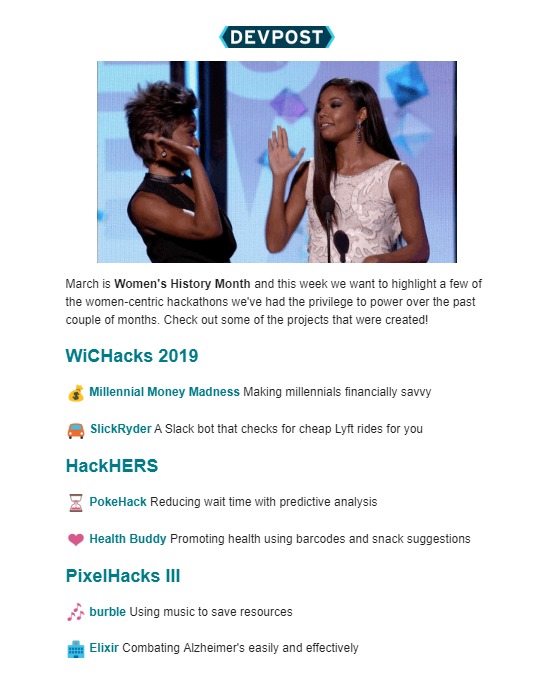 DEVPOST
March is Women's History Month and this week we want to highlight a few of
the women-centric hackathons we've had the privilege to power over the past
couple of months. Check out some of the projects that were created!
WiCHacks 2019
Millennial Money Madness Making millennials financially savvy
SlickRyder A Slack bot that checks for cheap Lyft rides for you
HackHERS
PokeHack Reducing wait time with predictive analysis
Health Buddy Promoting health using barcodes and snack suggestions
PixelHacks III
burble Using music to save resources
Elixir Combating Alzheimer's easily and effectively